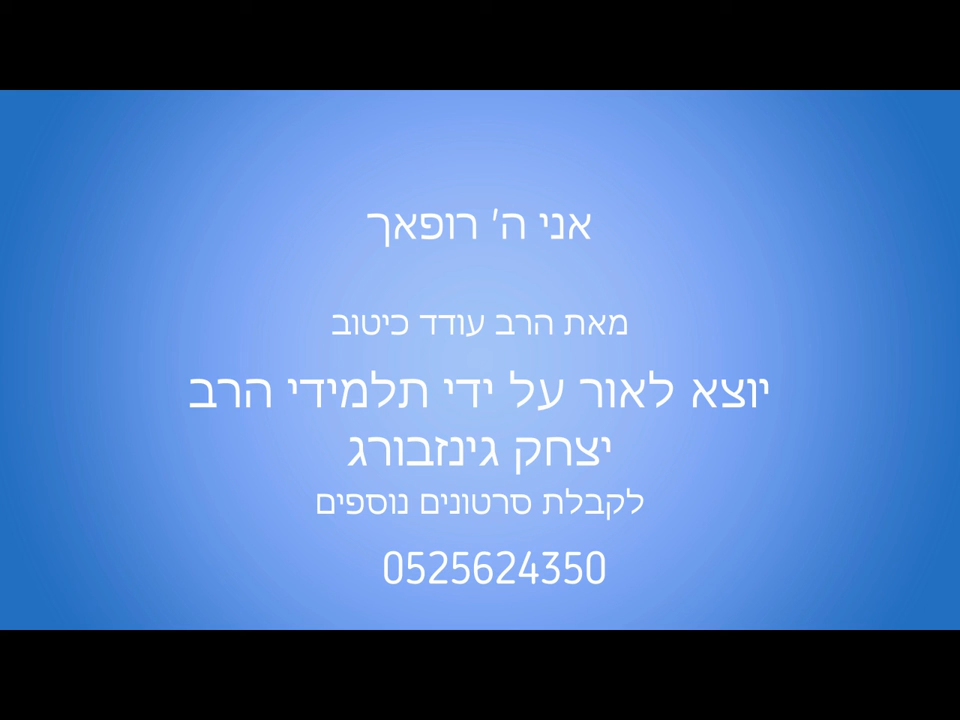 אני ה' רופאך
מאת הרב עודד כיטוב
יוצא לאור על ידי תלמידי הרב
יצחק גינזבורג
לקבלת סרטונים נוספים
0525624350